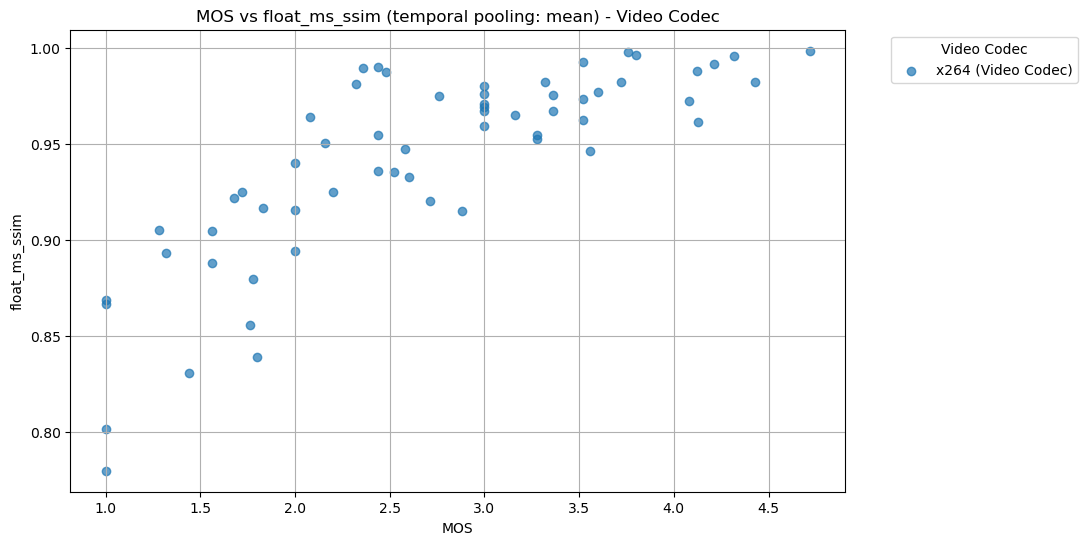 MOS vs float_ms_ssim (temporal pooling: mean) - Video Codec
Video Codec
x264 (Video Codec)
float_ms_ssim
1.00
0.95
0.90
0.85
0.80
1.0 1.5 2.0 2.5 3.0 3.5 4.0 4.5
MOS